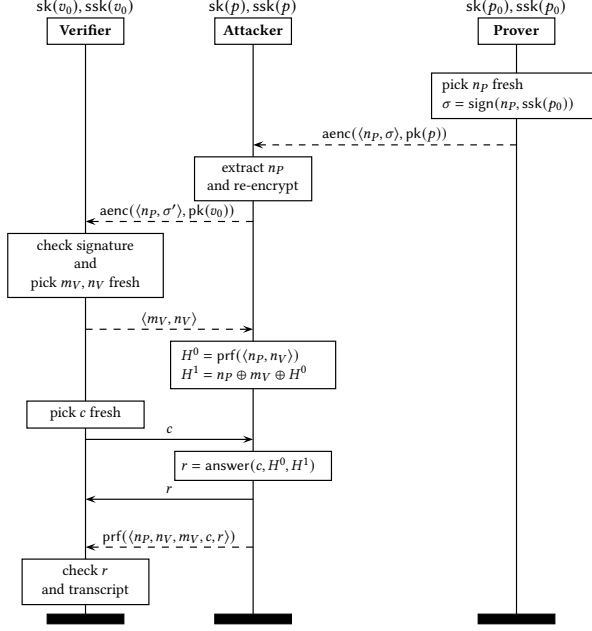 sk(v₀), ssk(v₀)
sk(p), ssk(p)
sk(p₀), ssk(p₀)
Verifier
Attacker
Prover
pick n_P fresh
σ = sign(n_P, ssk(p₀))
aenc(⟨n_P, σ⟩, pk(p))
extract n_P
and re-encrypt
aenc(⟨n_P, σ′⟩, pk(v₀))
check signature
and
pick m_V, n_V fresh
⟨m_V, n_V⟩
H⁰ = prf(⟨n_P, n_V⟩)
H¹ = n_P ⊕ m_V ⊕ H⁰
pick c fresh
c
r = answer(c, H⁰, H¹)
r
prf(⟨n_P, n_V, m_V, c, r⟩)
check r
and transcript